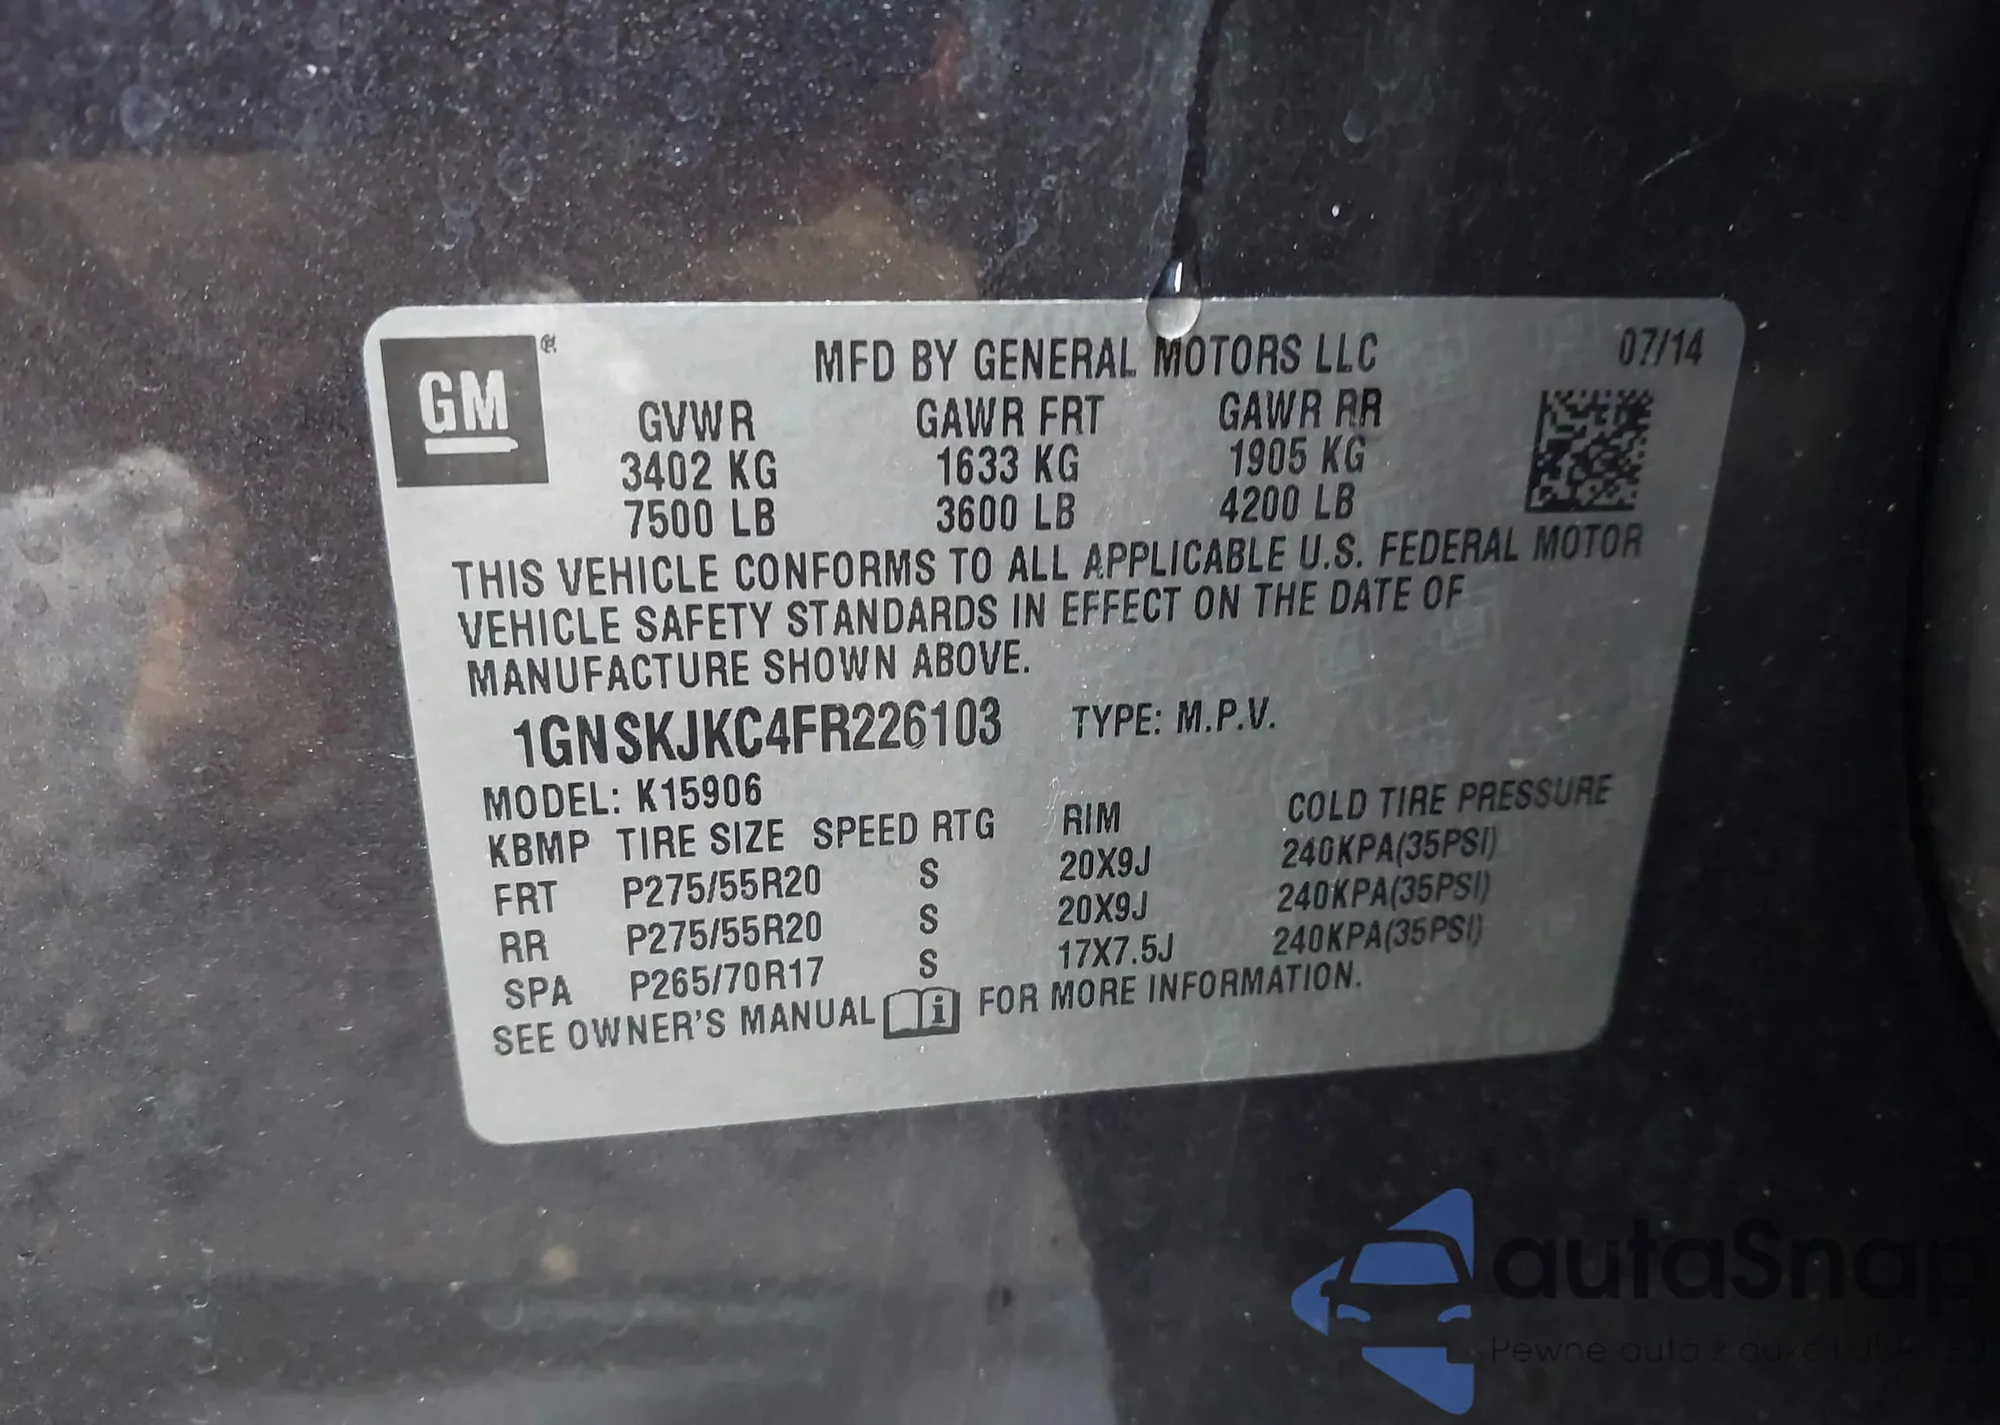 GM
MFD BY GENERAL MOTORS LLC 07/14
GVWR GAWR FRT GAWR RR
3402 KG 1633 KG 1905 KG
7500 LB 3600 LB 4200 LB
THIS VEHICLE CONFORMS TO ALL APPLICABLE U.S. FEDERAL MOTOR
VEHICLE SAFETY STANDARDS IN EFFECT ON THE DATE OF
MANUFACTURE SHOWN ABOVE.
1GNSKJKC4FR226103 TYPE: M.P.V.
MODEL: K15906
KBMP TIRE SIZE SPEED RTG RIM COLD TIRE PRESSURE
FRT P275/55R20 S 20X9J 240KPA(35PSI)
RR P275/55R20 S 20X9J 240KPA(35PSI)
SPA P265/70R17 S 17X7.5J 240KPA(35PSI)
SEE OWNER'S MANUAL FOR MORE INFORMATION.
autaSnap
Pewne auto z